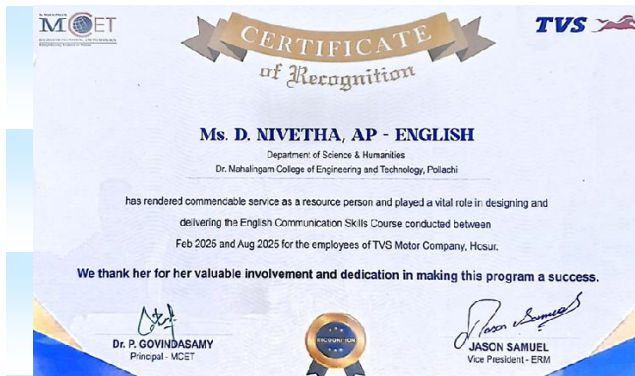 MCET
TVS
CERTIFICATE
of Recognition
Ms. D. NIVETHA, AP - ENGLISH
Department of Science & Humanities
Dr. Mahalingam College of Engineering and Technology, Pollachi
has rendered commendable service as a resource person and played a vital role in designing and
delivering the English Communication Skills Course conducted between
Feb 2025 and Aug 2025 for the employees of TVS Motor Company, Hosur.
We thank her for her valuable involvement and dedication in making this program a success.
Jason Samuel
Dr. P. GOVINDASAMY
Principal - MCET
RECOGNITION
JASON SAMUEL
Vice President - ERM